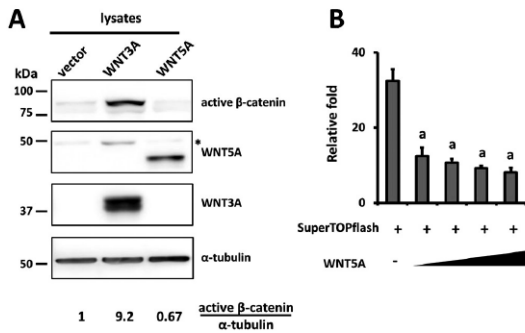 A
lysates
vector WNT3A WNT5A
kDa
100
75
active β-catenin
50
*
WNT5A
37
WNT3A
50
α-tubulin
1 9.2 0.67 active β-catenin
α-tubulin
B
Relative fold
40
20
0
a a a a
SuperTOPflash + + + + +
WNT5A -